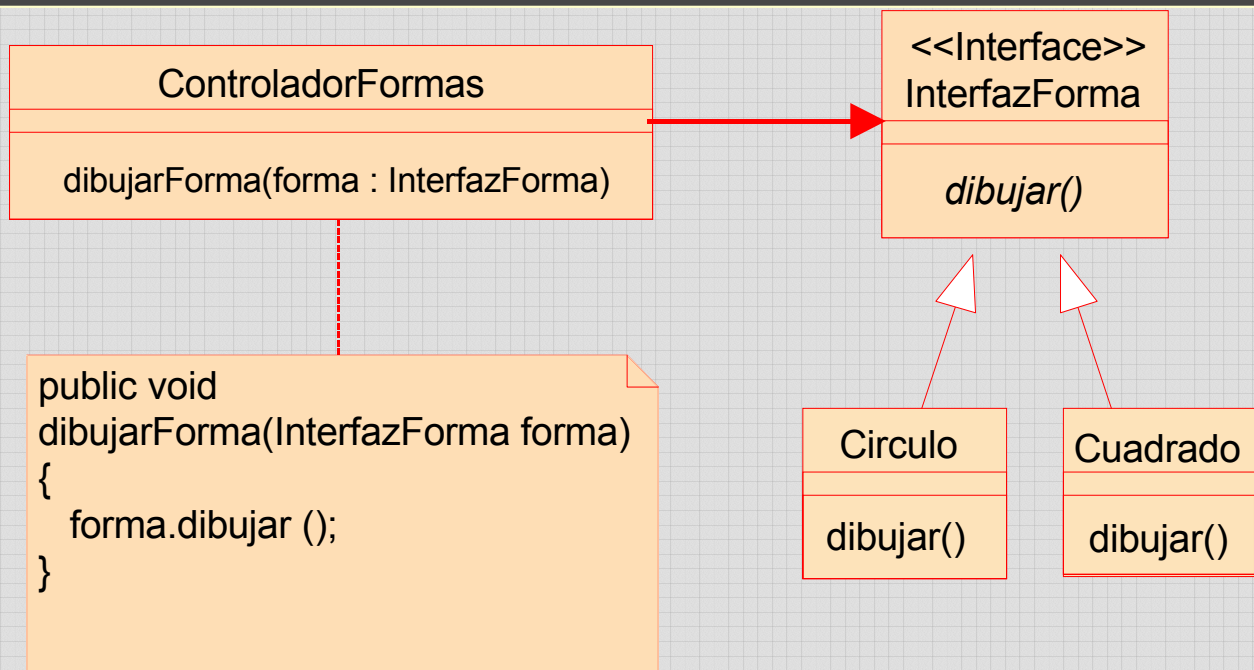 ControladorFormas
dibujarForma(forma : InterfazForma)
<<Interface>>
InterfazForma
dibujar()
public void
dibujarForma(InterfazForma forma)
{
forma.dibujar ();
}
Circulo
dibujar()
Cuadrado
dibujar()